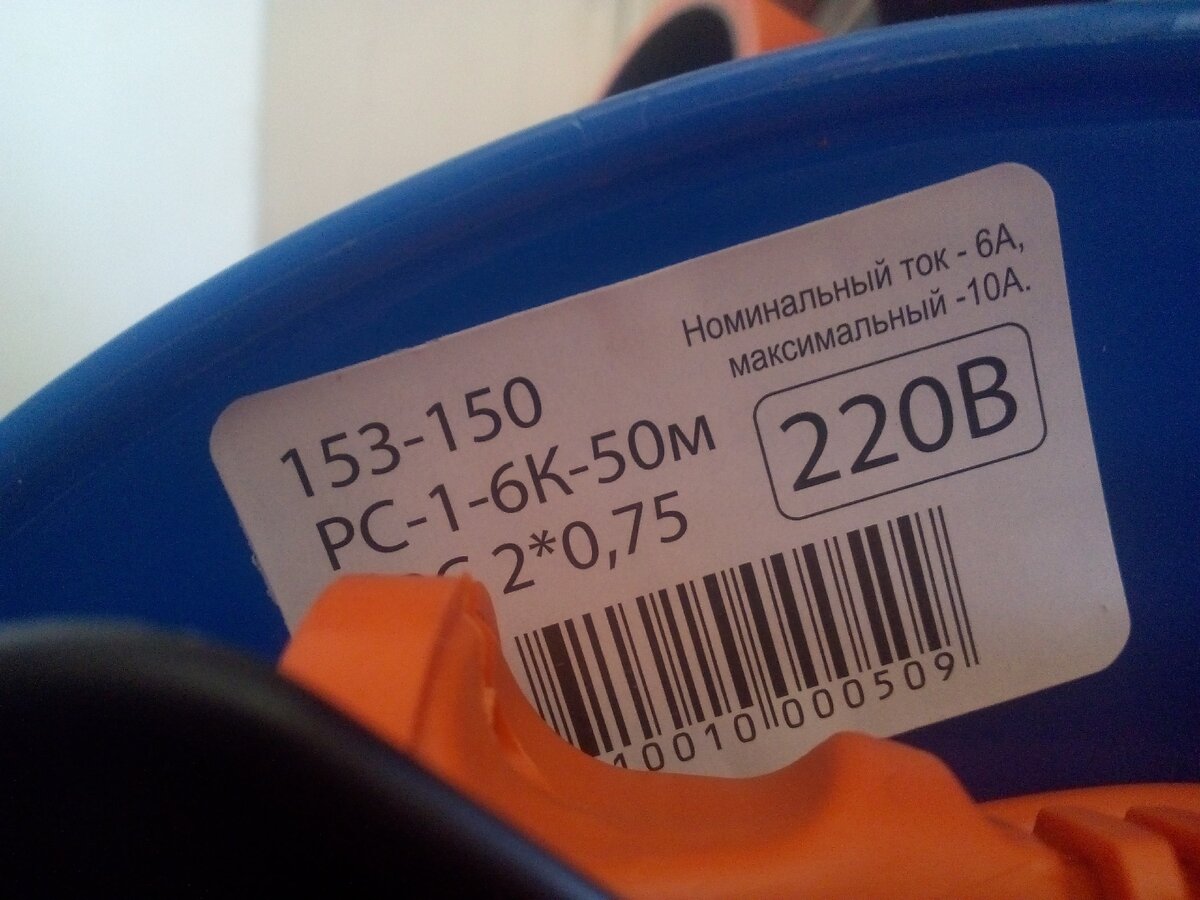 Номинальный ток - 6А,
максимальный -10А.
153-150
РС-1-6К-50м
2*0,75
220В
10010 000509